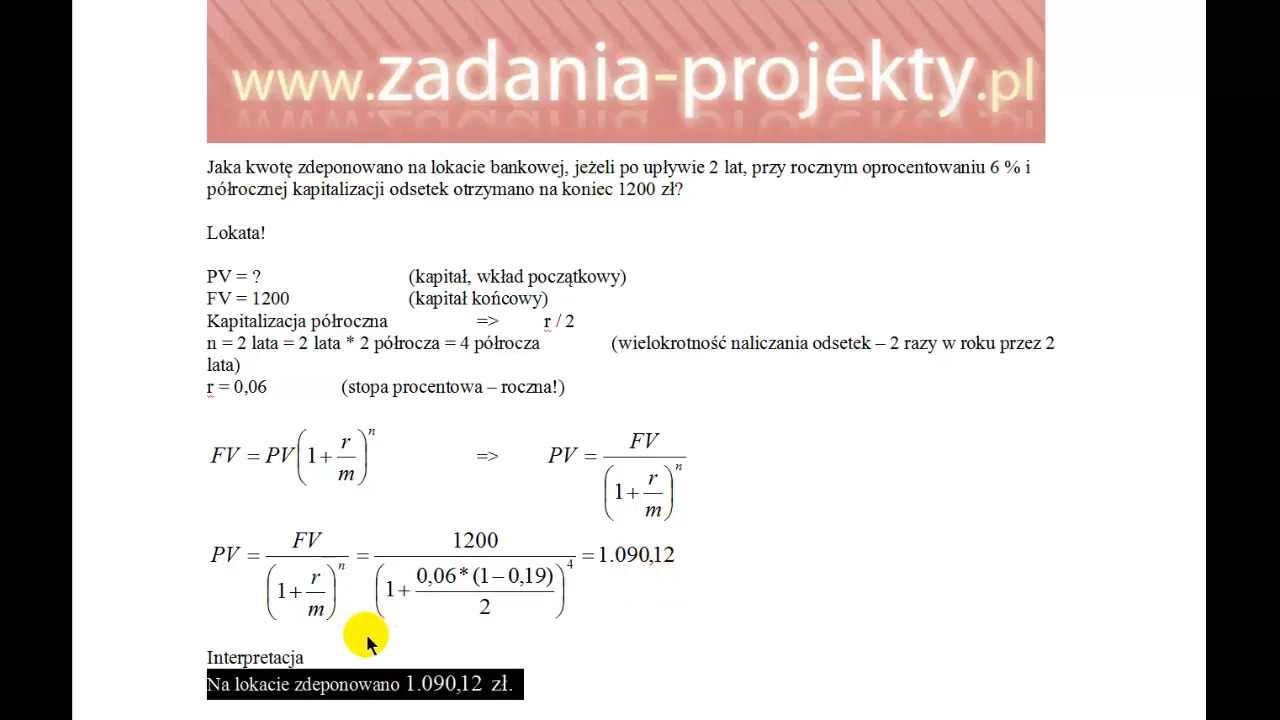 www.zadania-projekty.pl
Jaka kwotę zdeponowano na lokacie bankowej, jeżeli po upływie 2 lat, przy rocznym oprocentowaniu 6 % i
półrocznej kapitalizacji odsetek otrzymano na koniec 1200 zł?
Lokata!
PV = ? (kapitał, wkład początkowy)
FV = 1200 (kapitał końcowy)
Kapitalizacja półroczna => r / 2
n = 2 lata = 2 lata * 2 półrocza = 4 półrocza (wielokrotność naliczania odsetek – 2 razy w roku przez 2
lata)
r = 0,06 (stopa procentowa – roczna!)
FV = PV(1 + r/m)^n => PV = FV/(1 + r/m)^n
PV = FV/(1 + r/m)^n = 1200/(1 + 0,06*(1−0,19)/2)^4 = 1.090,12
Interpretacja
Na lokacie zdeponowano 1.090,12 zł.